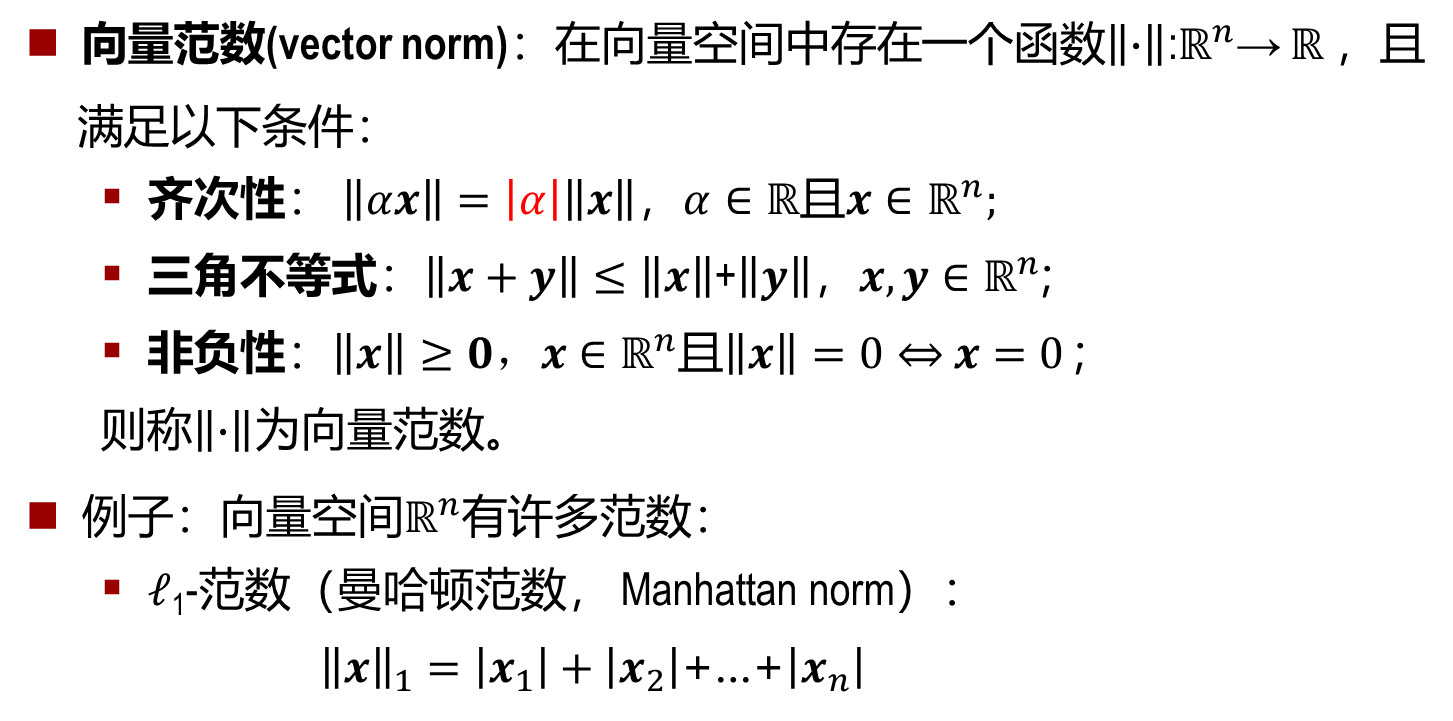 ■ 向量范数(vector norm)：在向量空间中存在一个函数‖·‖:ℝⁿ→ ℝ ，且
满足以下条件：
▪ 齐次性： ‖α𝒙‖ = |α|‖𝒙‖，α ∈ ℝ且𝒙 ∈ ℝⁿ;
▪ 三角不等式：‖𝒙 + 𝒚‖ ≤ ‖𝒙‖+‖𝒚‖，𝒙, 𝒚 ∈ ℝⁿ;
▪ 非负性：‖𝒙‖ ≥ 𝟎，𝒙 ∈ ℝⁿ且‖𝒙‖ = 0 ⇔ 𝒙 = 0 ;
则称‖·‖为向量范数。
■ 例子：向量空间ℝⁿ有许多范数：
▪ ℓ₁-范数（曼哈顿范数， Manhattan norm）：
‖𝒙‖₁ = |𝒙₁| + |𝒙₂|+…+|𝒙ₙ|